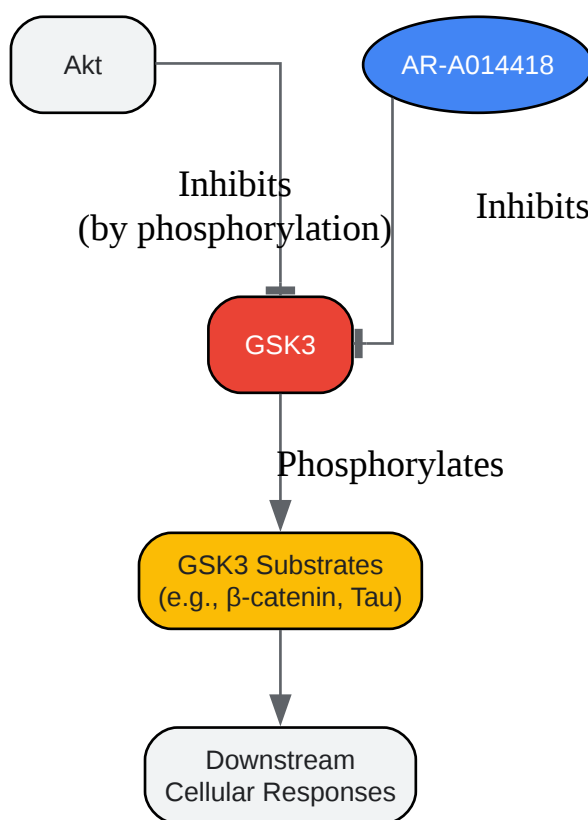 Akt
AR-A014418
Inhibits
(by phosphorylation)
Inhibits
GSK3
Phosphorylates
GSK3 Substrates
(e.g., β-catenin, Tau)
Downstream
Cellular Responses